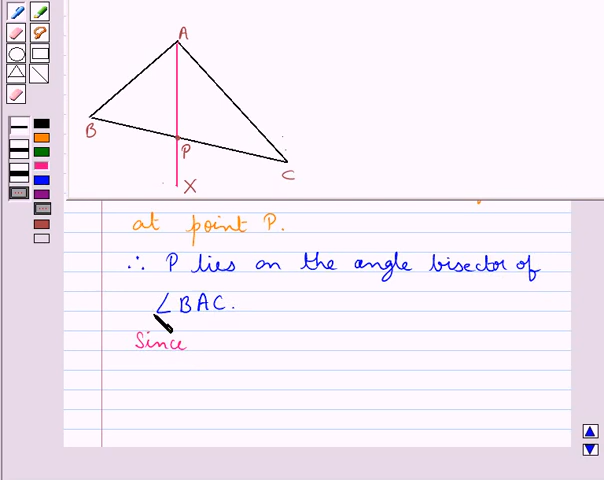 A
B
P
X
C
at point P.
∴ P lies on the angle bisector of
∠BAC.
Since